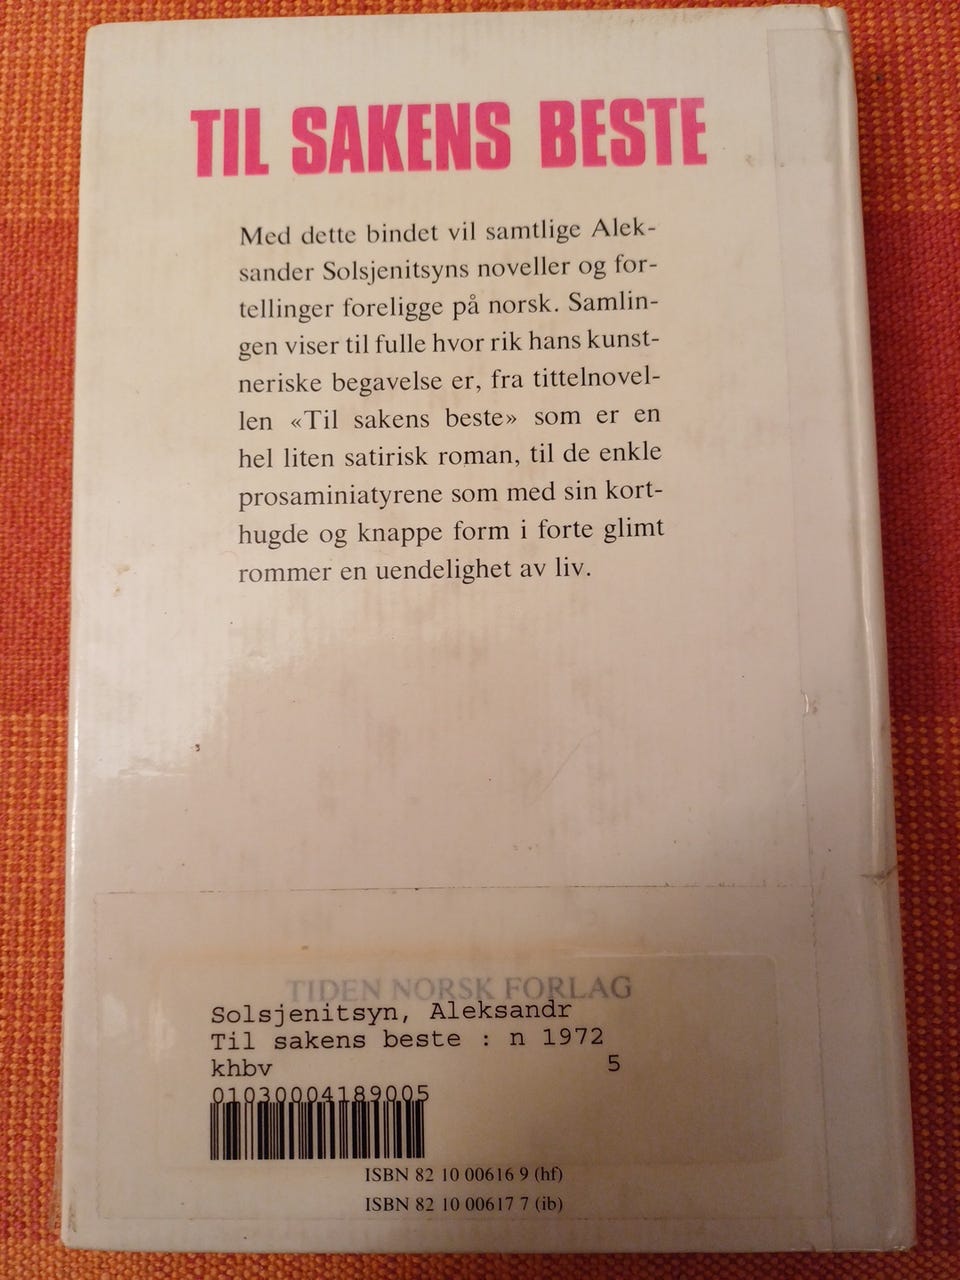 TIL SAKENS BESTE
Med dette bindet vil samtlige Alek-
sander Solsjenitsyns noveller og for-
tellinger foreligge på norsk. Samlin-
gen viser til fulle hvor rik hans kunst-
neriske begavelse er, fra tittelnovel-
len «Til sakens beste» som er en
hel liten satirisk roman, til de enkle
prosaminiatyrene som med sin kort-
hugde og knappe form i forte glimt
rommer en uendelighet av liv.
TIDEN NORSK FORLAG
Solsjenitsyn, Aleksandr
Til sakens beste : n 1972
khbv 5
01030004189005
ISBN 82 10 00616 9 (hf)
ISBN 82 10 00617 7 (ib)